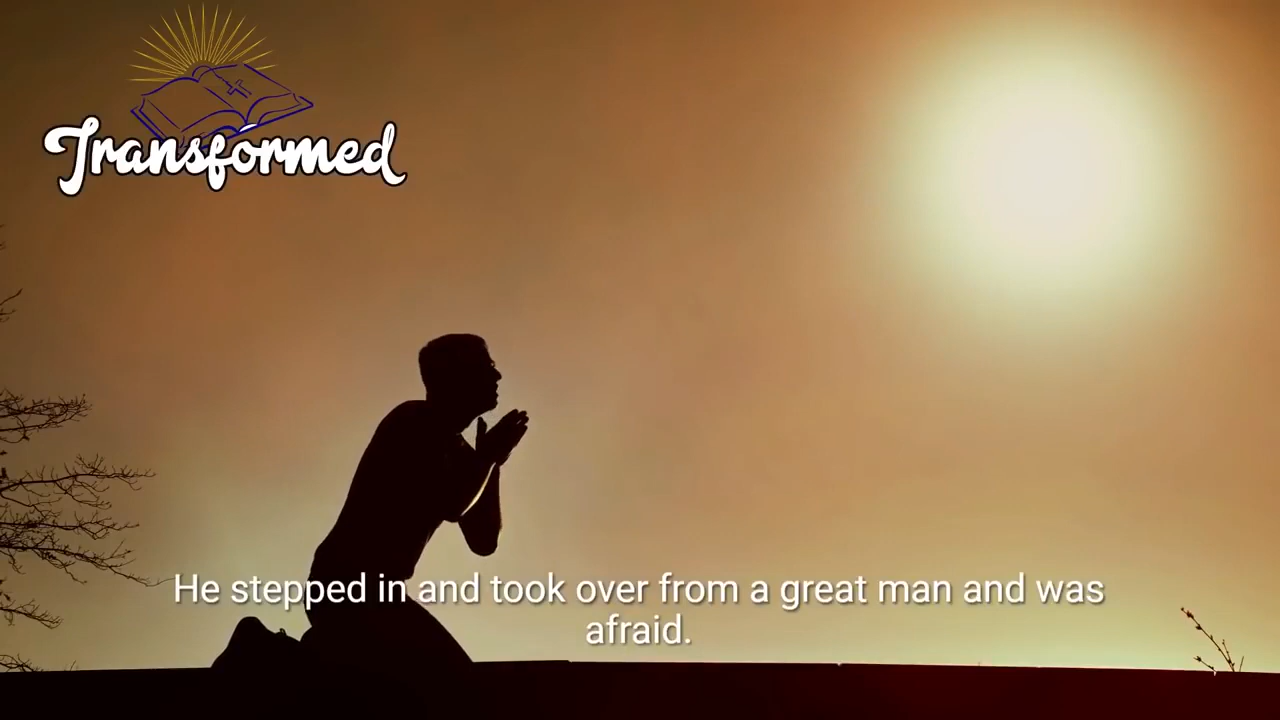 Transformed
He stepped in and took over from a great man and was
afraid.